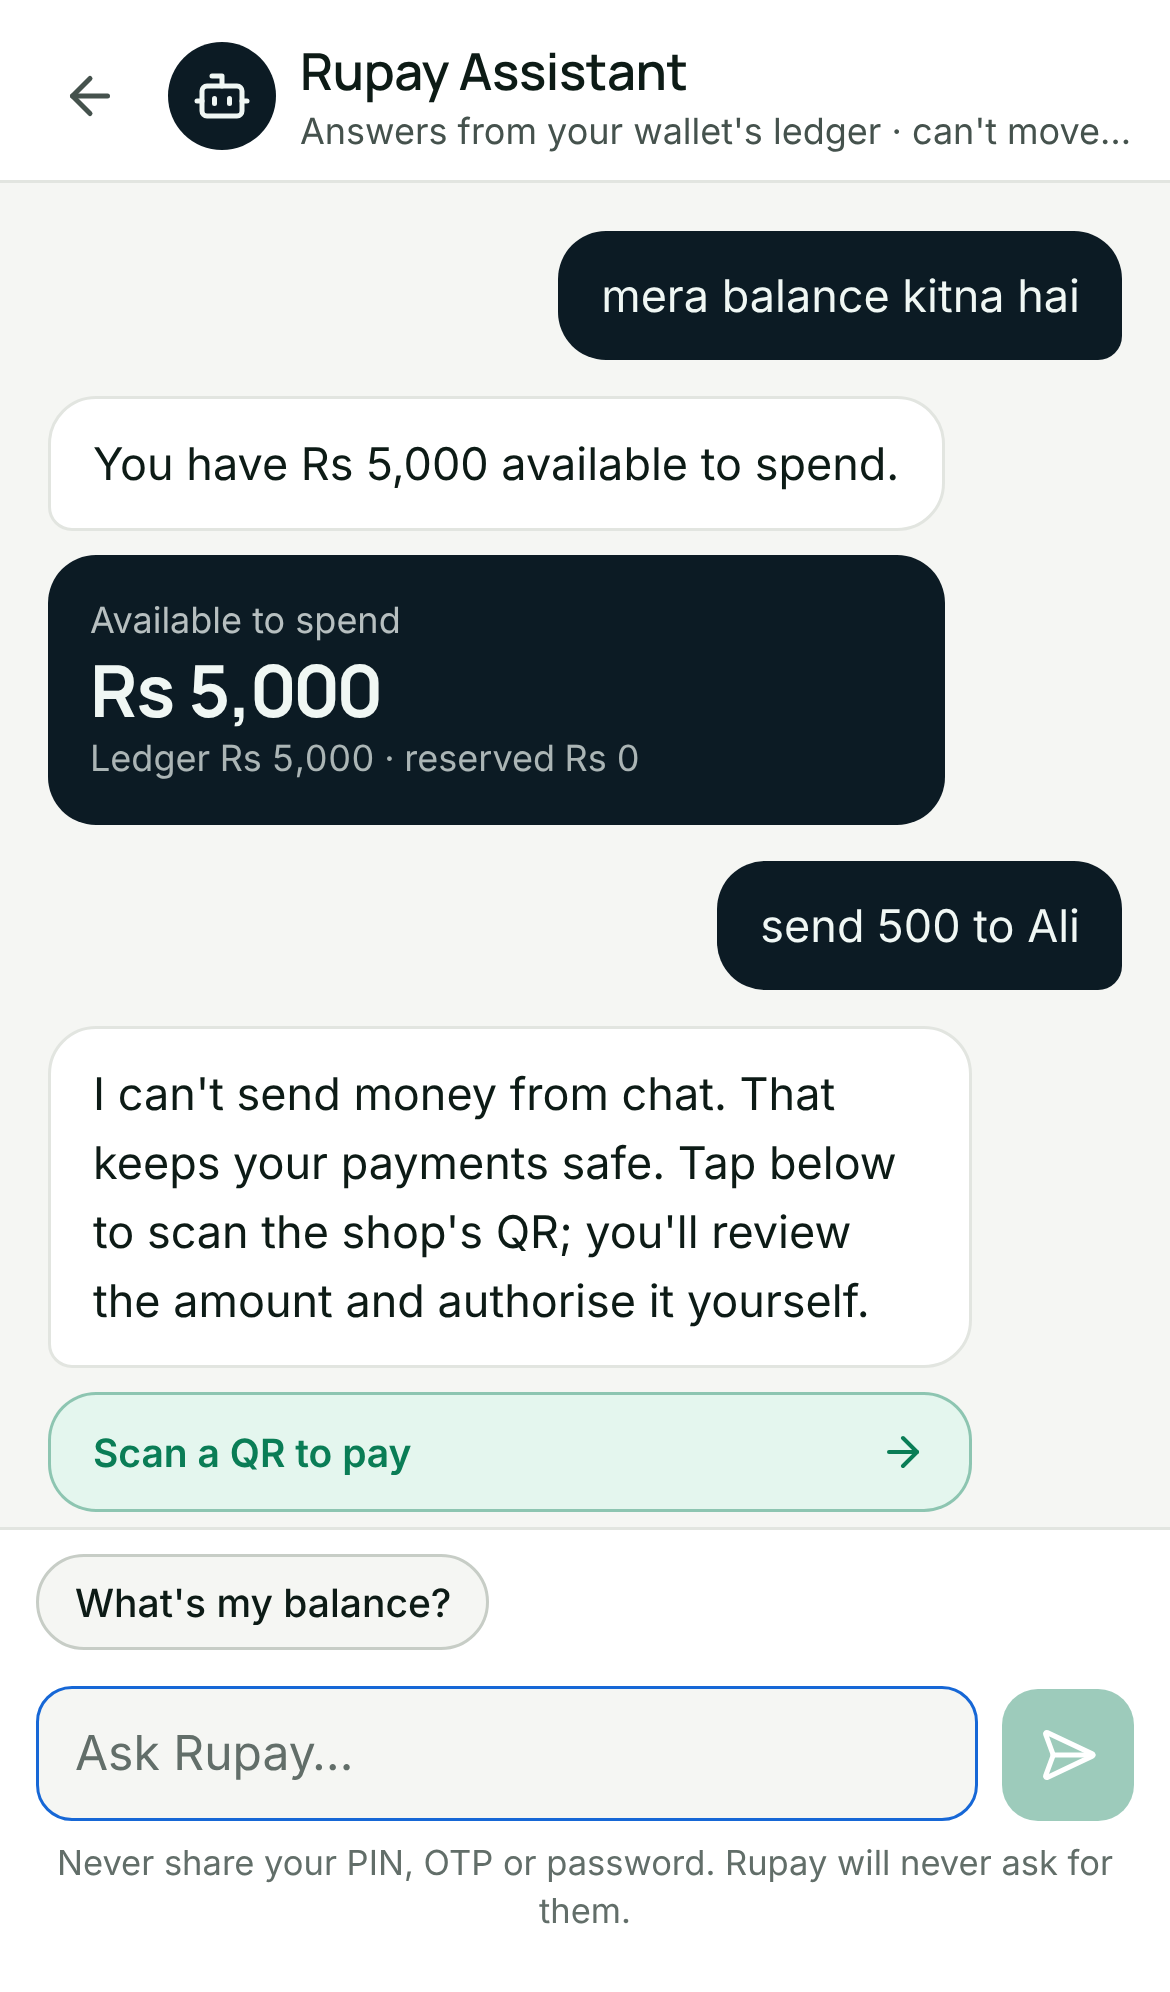 Rupay Assistant
Answers from your wallet's ledger · can't move...
mera balance kitna hai
You have Rs 5,000 available to spend.
Available to spend
Rs 5,000
Ledger Rs 5,000 · reserved Rs 0
send 500 to Ali
I can't send money from chat. That
keeps your payments safe. Tap below
to scan the shop's QR; you'll review
the amount and authorise it yourself.
Scan a QR to pay
What's my balance?
Ask Rupay...
Never share your PIN, OTP or password. Rupay will never ask for
them.